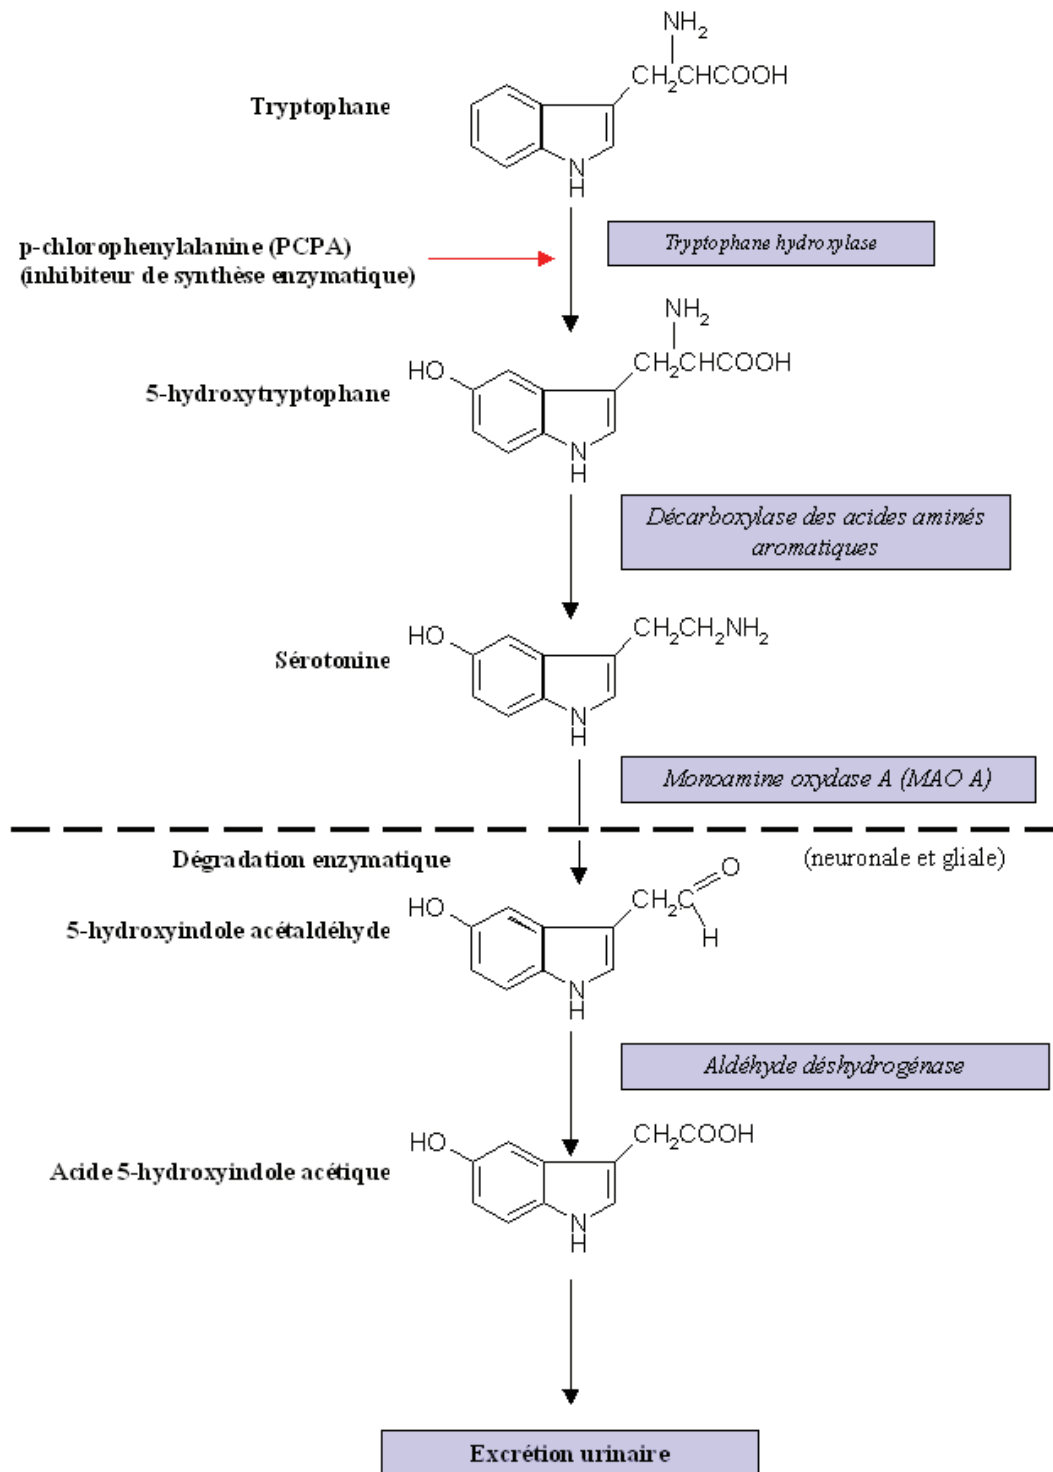 NH2
CH2CHCOOH
Tryptophane
N
H
p-chlorophenylalanine (PCPA)
(inhibiteur de synthèse enzymatique)
Tryptophane hydroxylase
NH2
CH2CHCOOH
HO
5-hydroxytryptophane
N
H
Décarboxylase des acides aminés
aromatiques
CH2CH2NH2
HO
Sérotonine
N
H
Monoamine oxydase A (MAO A)
Dégradation enzymatique
(neuronale et gliale)
O
CH2C
H
HO
5-hydroxyindole acétaldéhyde
N
H
Aldéhyde déshydrogénase
CH2COOH
HO
Acide 5-hydroxyindole acétique
N
H
Excrétion urinaire